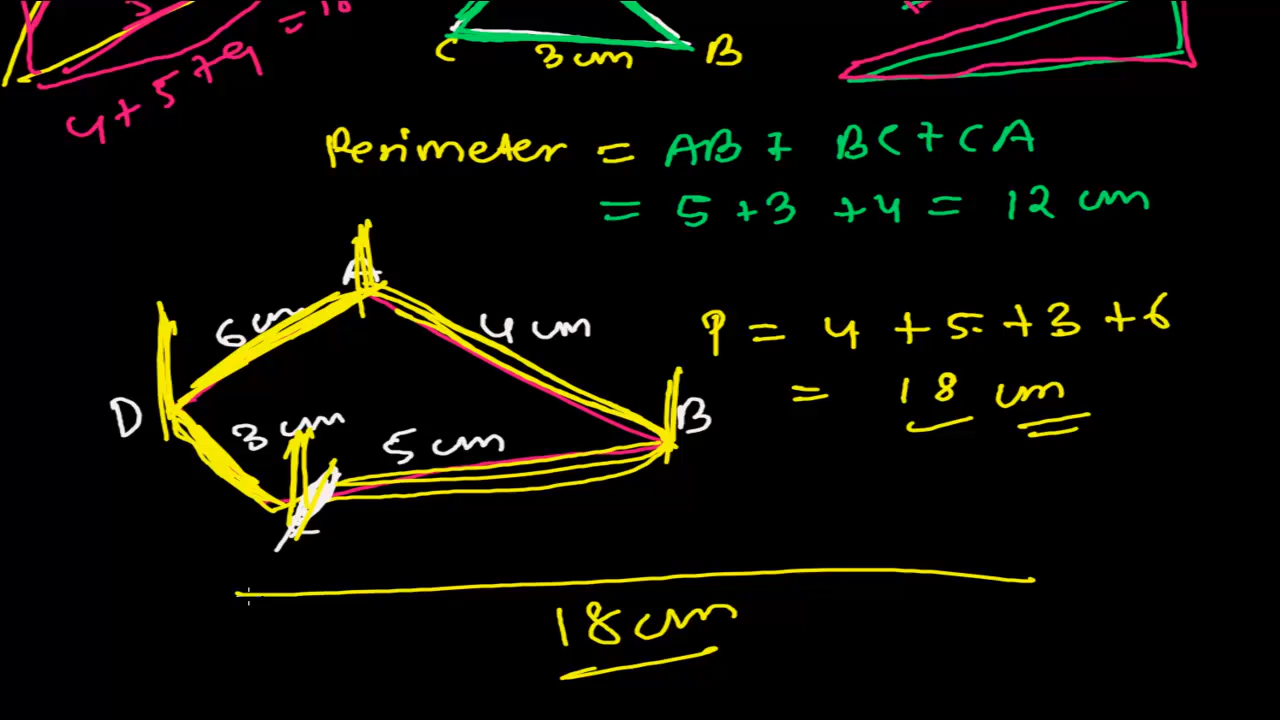 4 + 5 + 9 = 18
C 3 cm B
Perimeter = AB + BC + CA
= 5 + 3 + 4 = 12 cm
A
6 cm
4 cm
P = 4 + 5 + 3 + 6
= 18 cm
D
B
3 cm
5 cm
C
18 cm